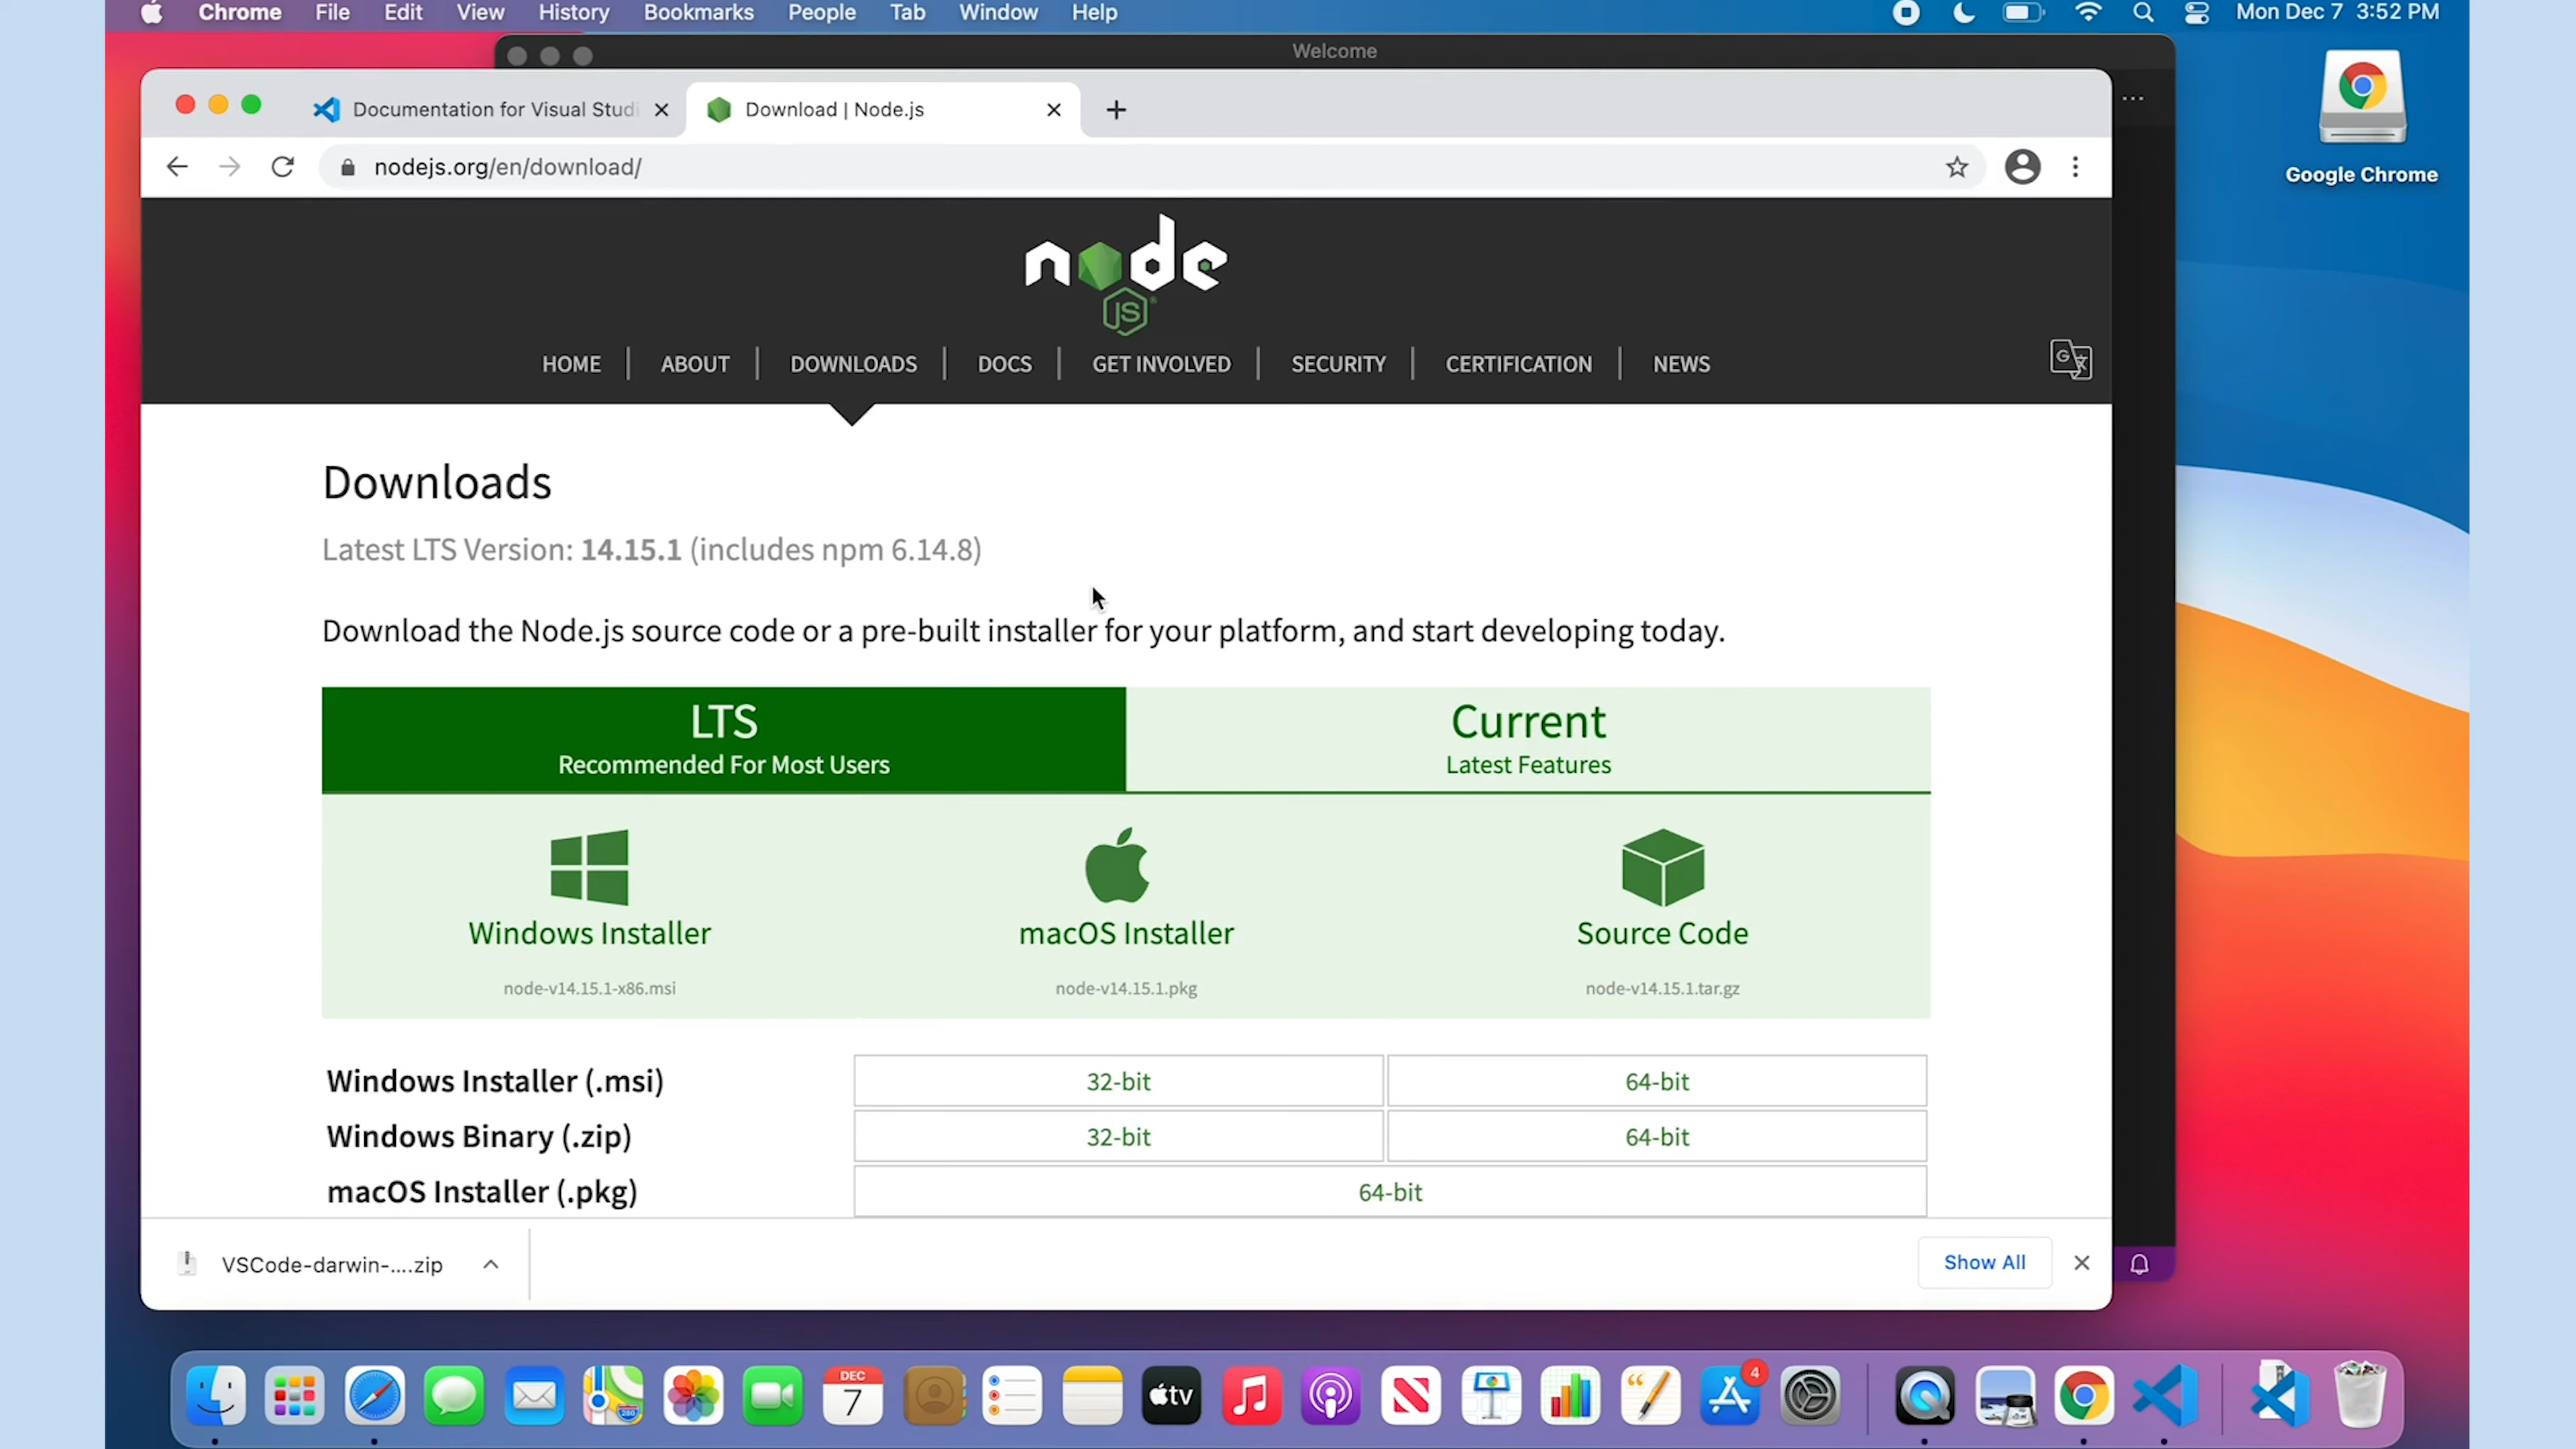 Chrome File Edit View History Bookmarks People Tab Window Help Mon Dec 7 3:52 PM
Welcome
Google Chrome
Documentation for Visual Studi
Download | Node.js
nodejs.org/en/download/
node
JS
HOME | ABOUT | DOWNLOADS | DOCS | GET INVOLVED | SECURITY | CERTIFICATION | NEWS
Downloads
Latest LTS Version: 14.15.1 (includes npm 6.14.8)
Download the Node.js source code or a pre-built installer for your platform, and start developing today.
LTS
Recommended For Most Users
Current
Latest Features
Windows Installer
node-v14.15.1-x86.msi
macOS Installer
node-v14.15.1.pkg
Source Code
node-v14.15.1.tar.gz
Windows Installer (.msi) 32-bit 64-bit
Windows Binary (.zip) 32-bit 64-bit
macOS Installer (.pkg) 64-bit
VSCode-darwin-....zip
Show All
DEC
7
tv
4
280